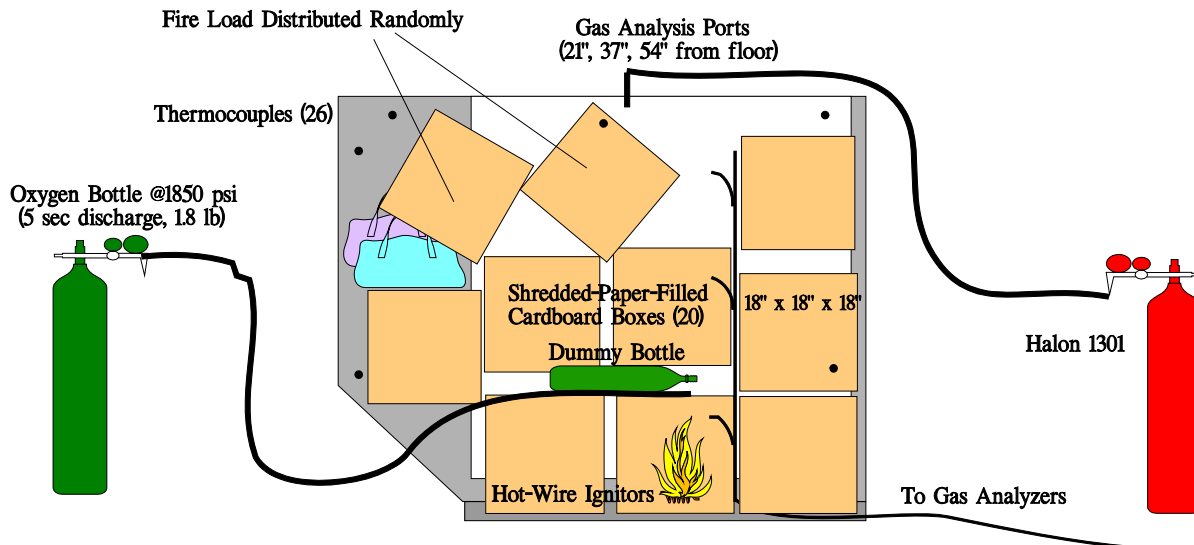 Fire Load Distributed Randomly
Gas Analysis Ports
(21", 37", 54" from floor)
Thermocouples (26)
Oxygen Bottle @1850 psi
(5 sec discharge, 1.8 lb)
Shredded-Paper-Filled
Cardboard Boxes (20)
18" x 18" x 18"
Dummy Bottle
Halon 1301
Hot-Wire Ignitors
To Gas Analyzers